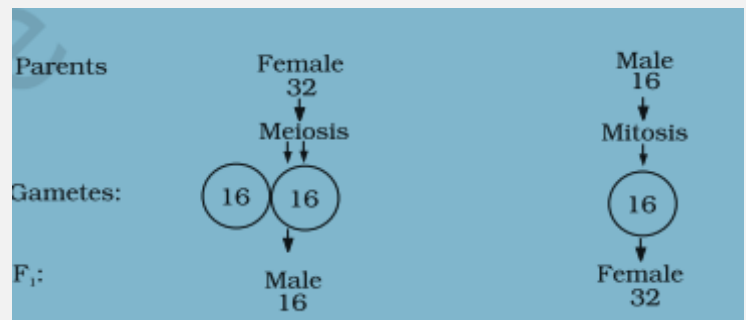 Parents Female Male
32 16
Meiosis Mitosis
Gametes: 16 16 16
F₁: Male Female
16 32